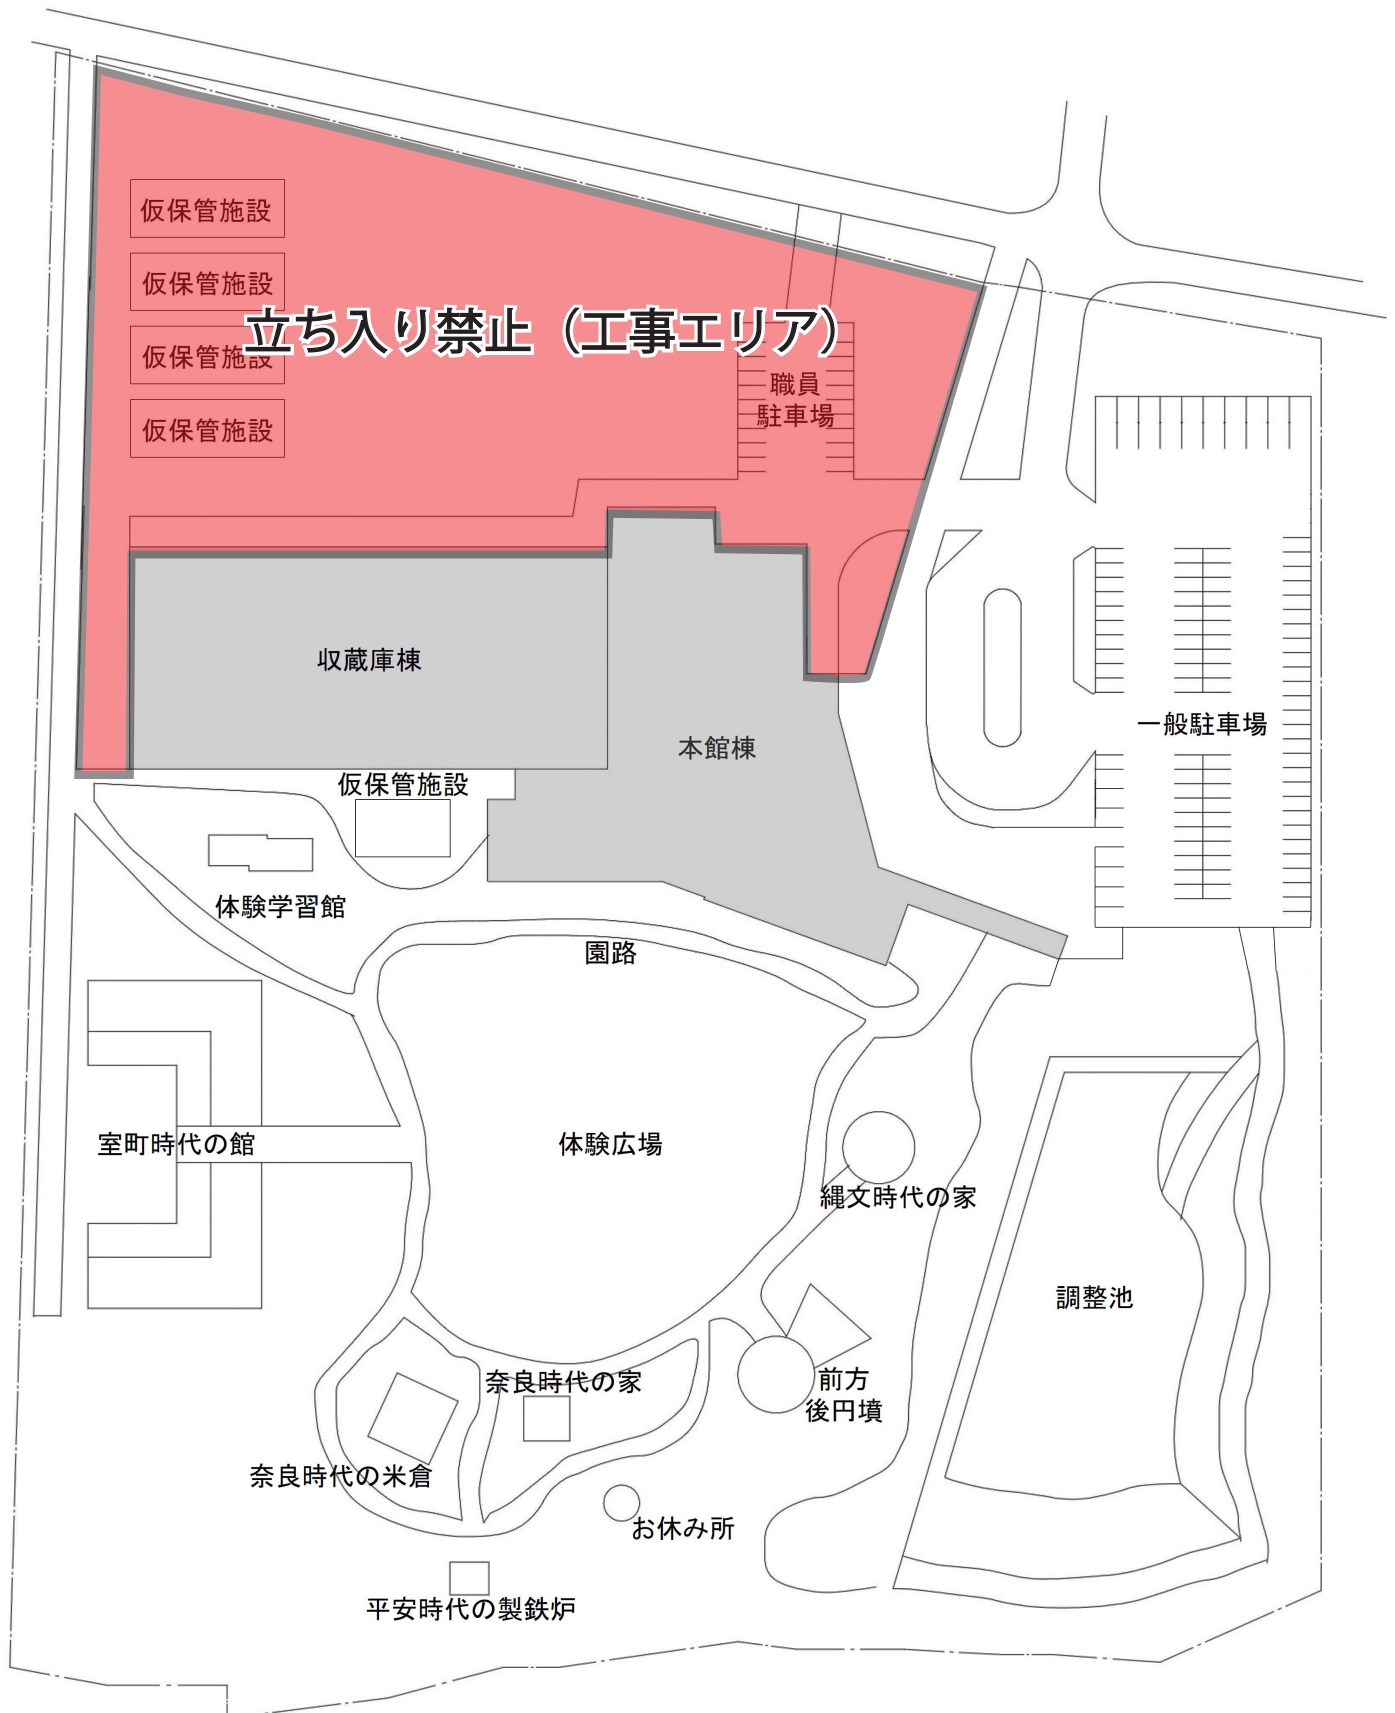 仮保管施設
仮保管施設
立ち入り禁止（工事エリア）
仮保管施設
職員
駐車場
仮保管施設
収蔵庫棟
一般駐車場
本館棟
仮保管施設
体験学習館
園路
室町時代の館
体験広場
縄文時代の家
調整池
奈良時代の家
前方
後円墳
奈良時代の米倉
お休み所
平安時代の製鉄炉